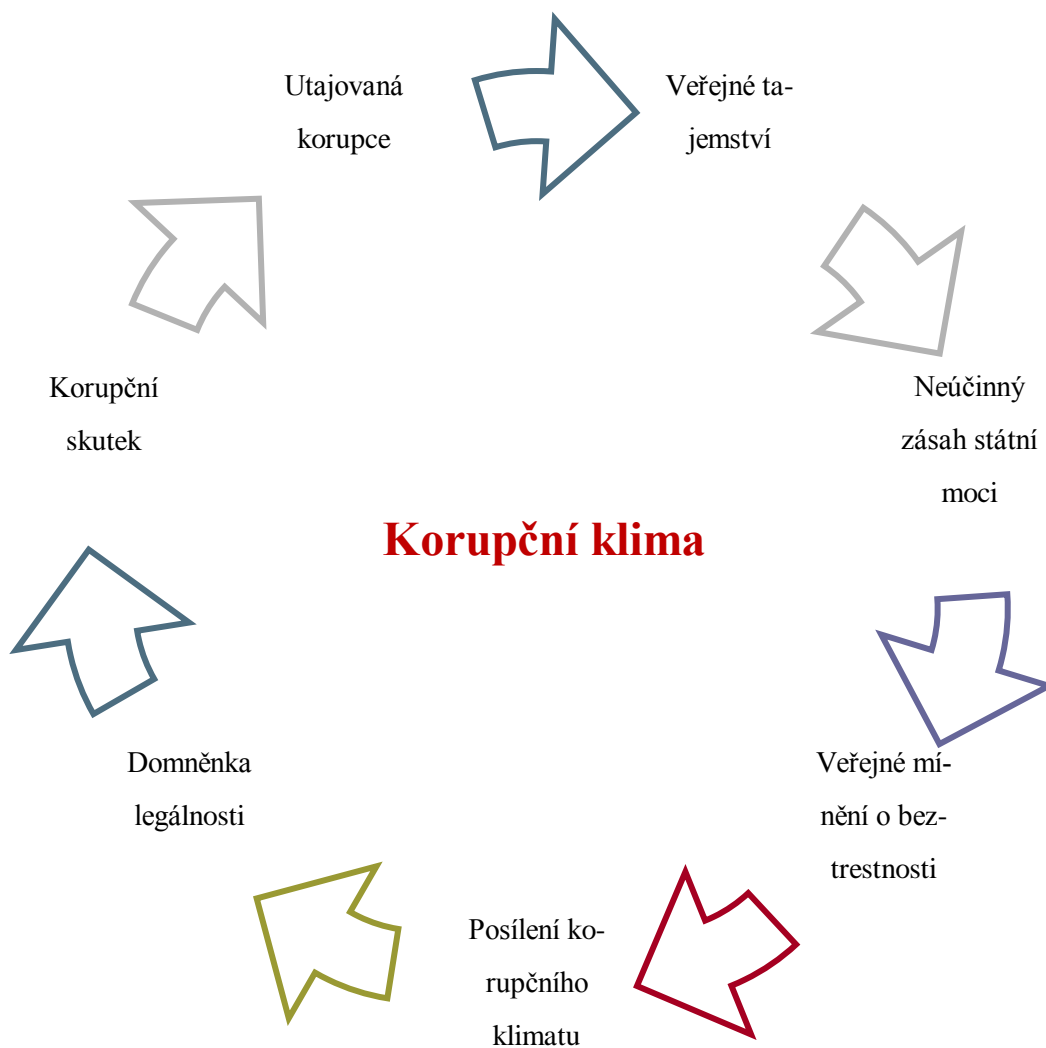 Utajovaná
korupce
Veřejné ta-
jemství
Neúčinný
zásah státní
moci
Veřejné mí-
nění o bez-
trestnosti
Posílení ko-
rupčního
klimatu
Domněnka
legálnosti
Korupční
skutek
Korupční klima